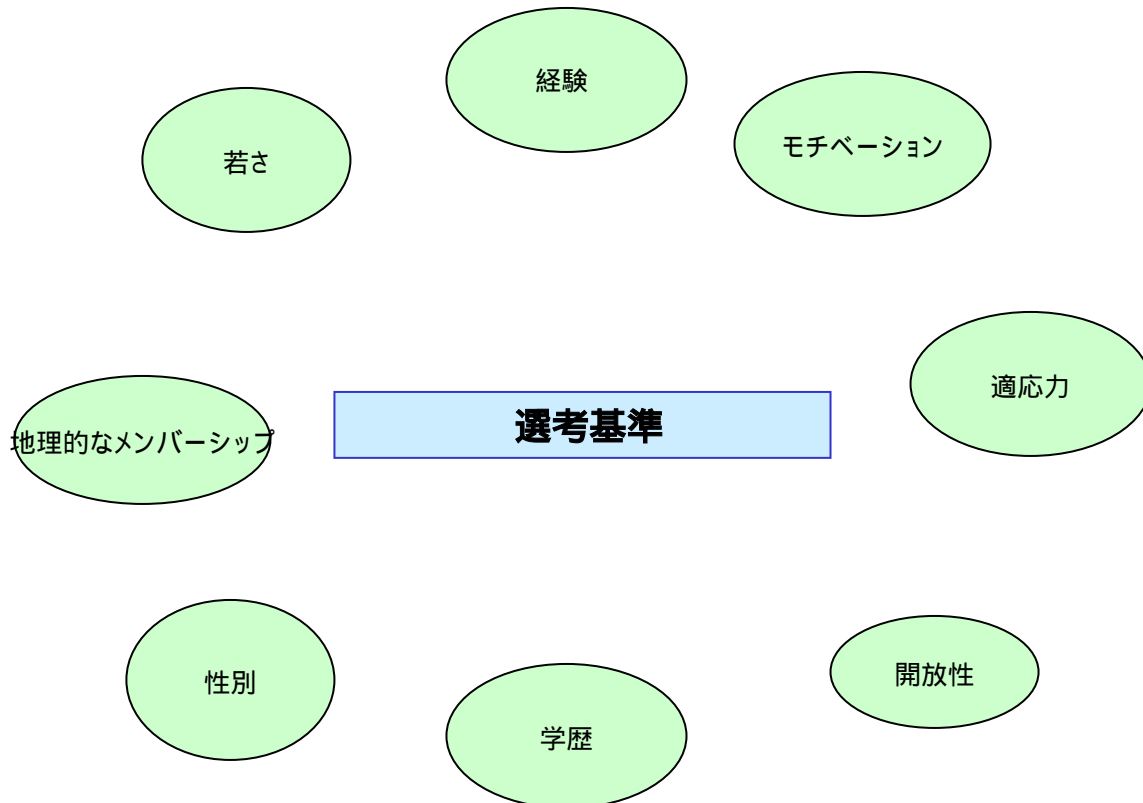 経験
モチベーション
若さ
適応力
選考基準
地理的なメンバーシップ
開放性
性別
学歴